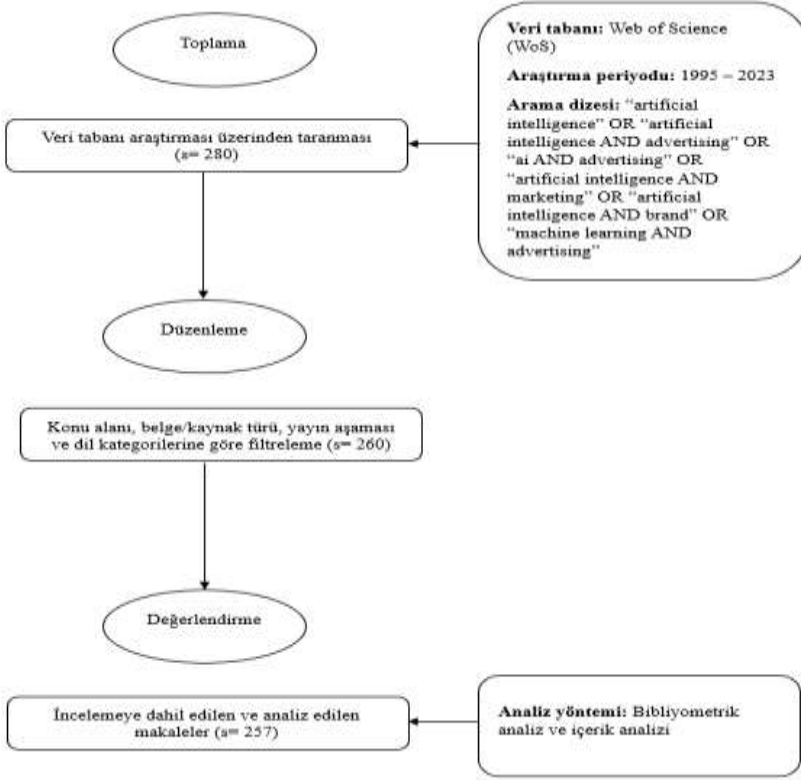 Toplama
Veri tabanı: Web of Science
(WoS)
Araştırma periyodu: 1995 – 2023
Arama dizesi: “artificial
intelligence” OR “artificial
intelligence AND advertising” OR
“ai AND advertising” OR
“artificial intelligence AND
marketing” OR “artificial
intelligence AND brand” OR
“machine learning AND
advertising”
Veri tabanı araştırması üzerinden taranması
(s= 280)
Düzenleme
Konu alanı, belge/kaynak türü, yayın aşaması
ve dil kategorilerine göre filtreleme (s= 260)
Değerlendirme
İncelemeye dahil edilen ve analiz edilen
makaleler (s= 257)
Analiz yöntemi: Bibliyometrik
analiz ve içerik analizi